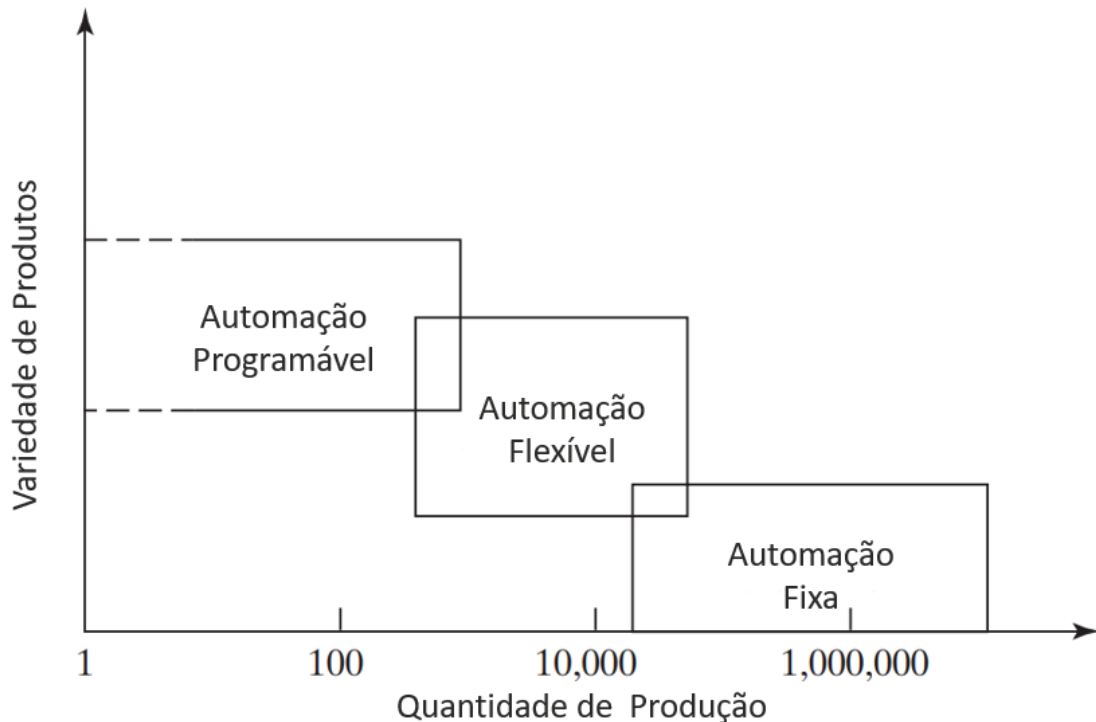 Variedade de Produtos
Automação
Programável
Automação
Flexível
Automação
Fixa
1
100
10,000
1,000,000
Quantidade de Produção